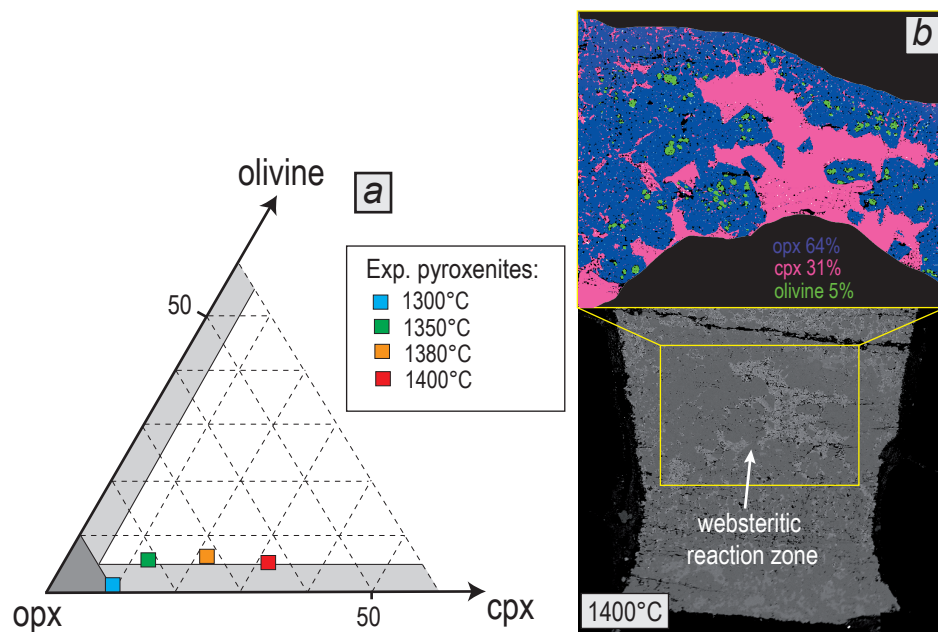 olivine
a
50
Exp. pyroxenites:
1300°C
1350°C
1380°C
1400°C
opx
50
cpx
b
opx 64%
cpx 31%
olivine 5%
websteritic
reaction zone
1400°C